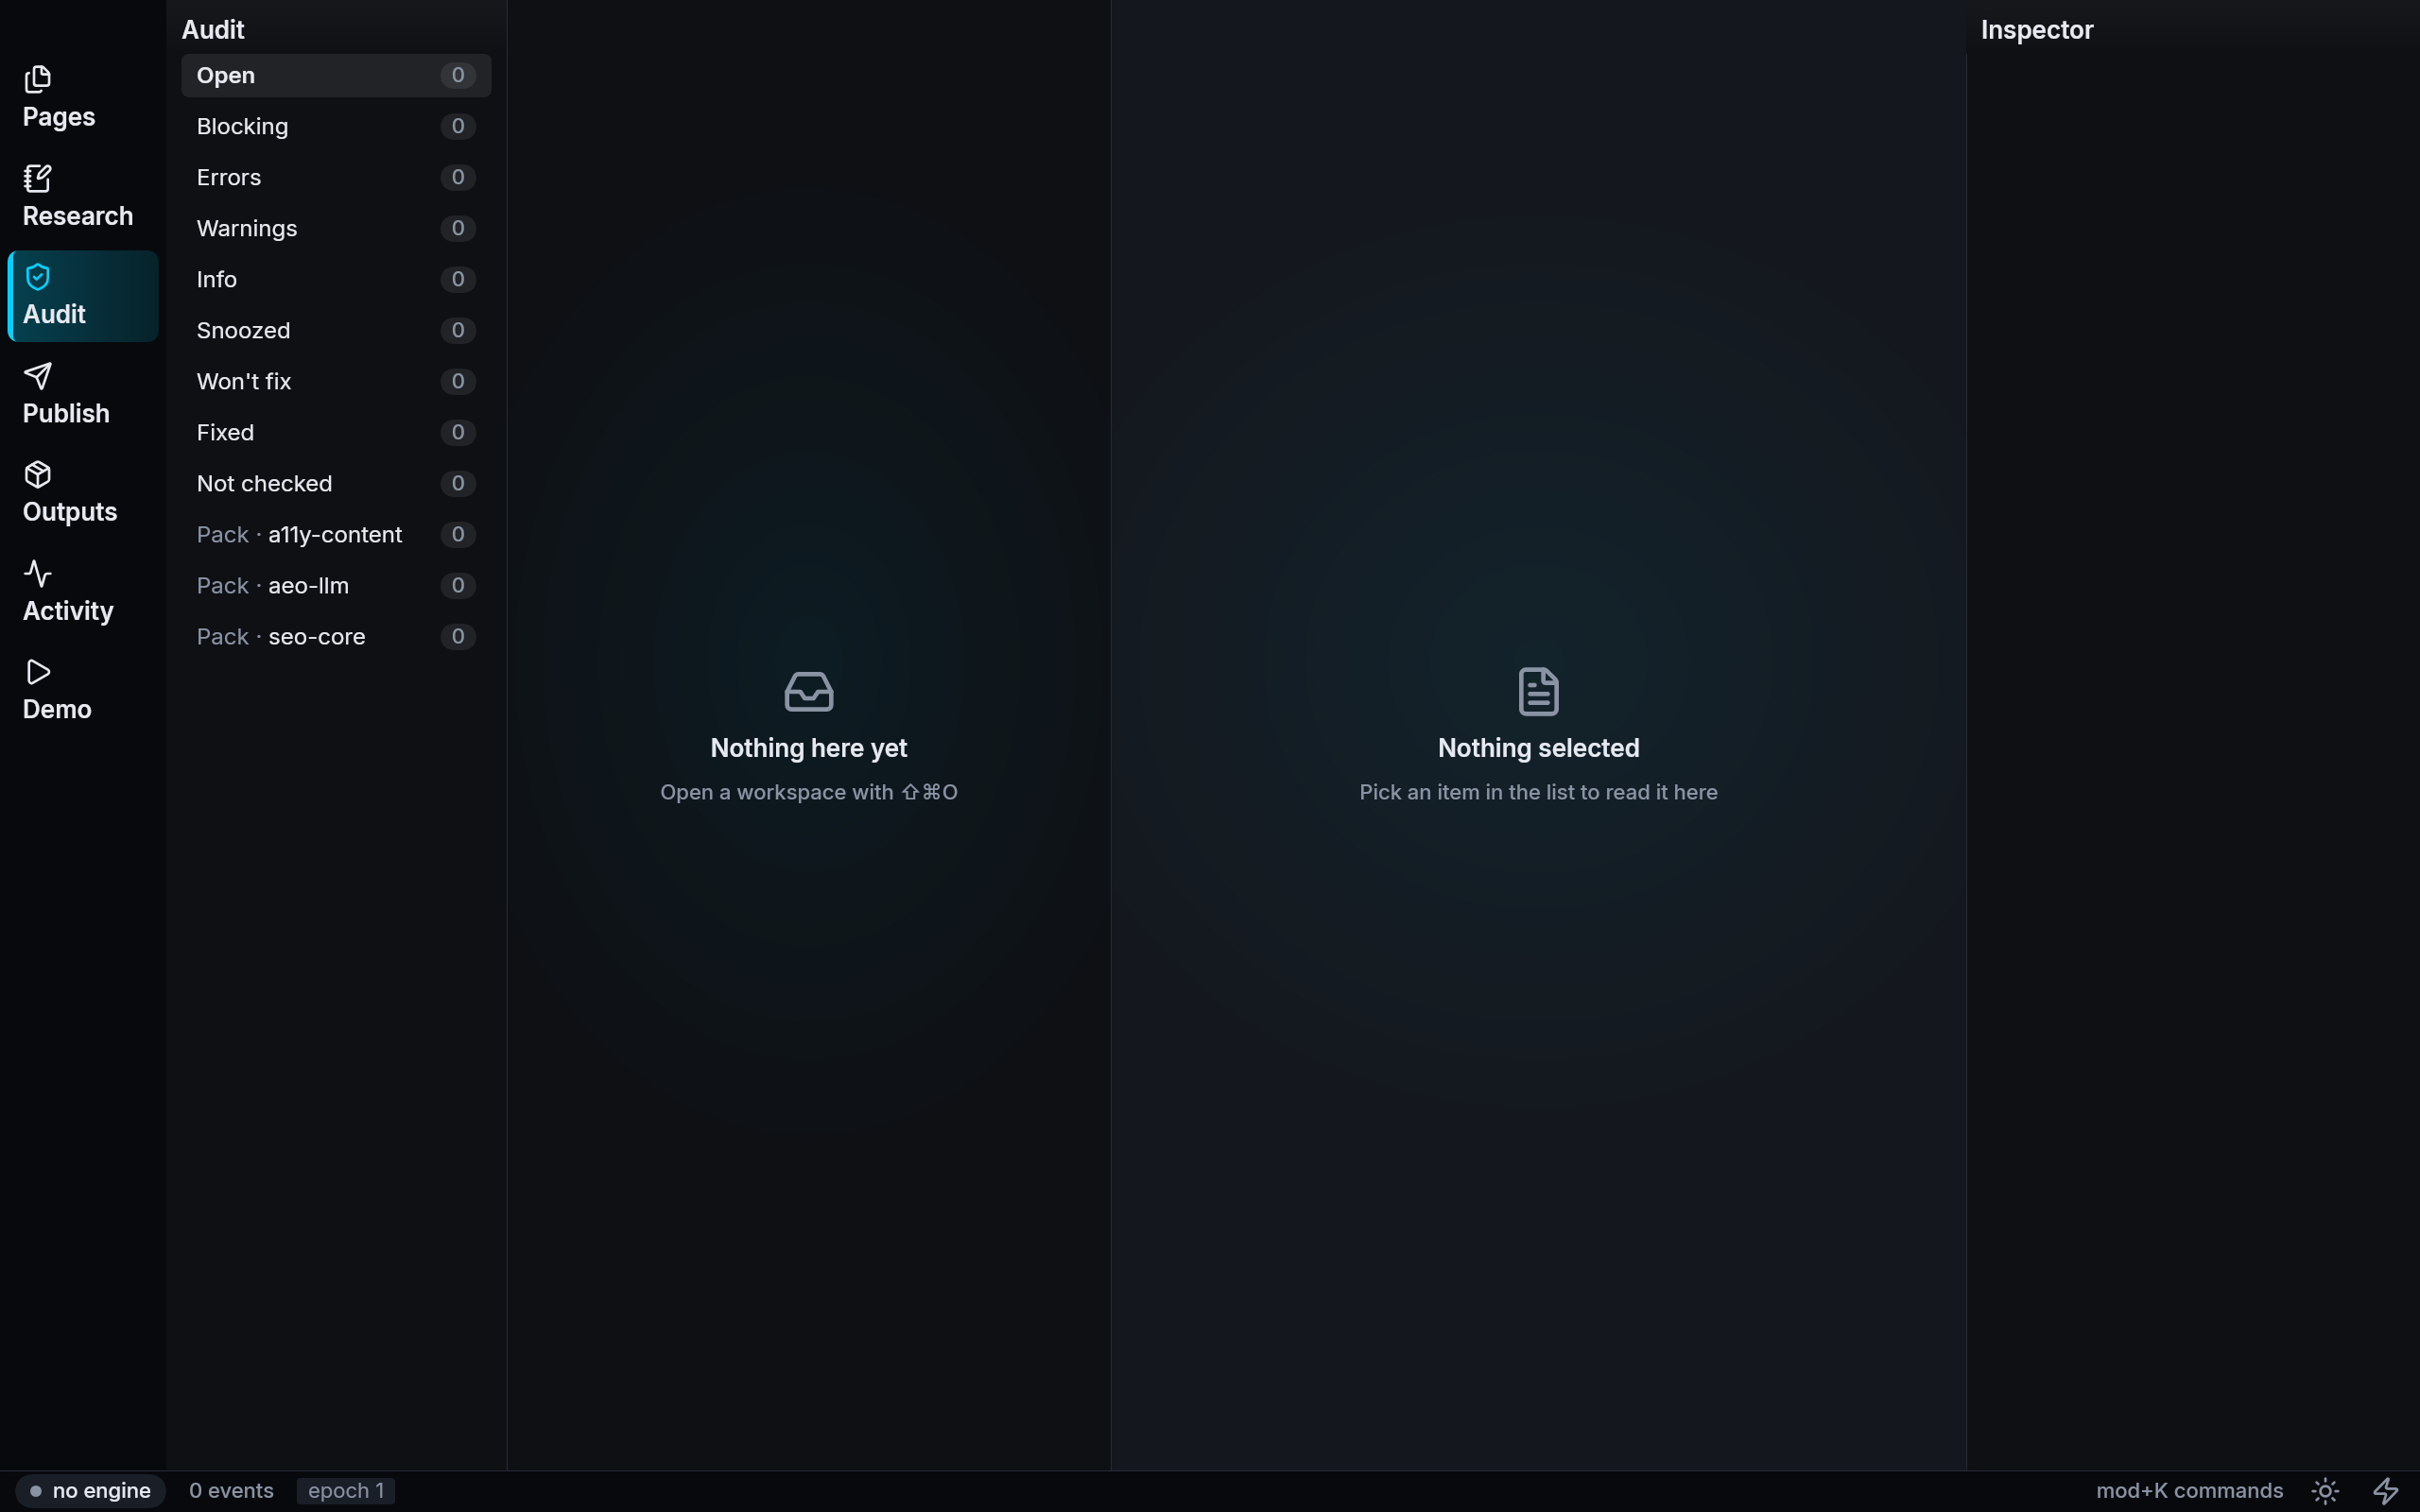 Pages
Research
Audit
Publish
Outputs
Activity
Demo
Audit
Open 0
Blocking 0
Errors 0
Warnings 0
Info 0
Snoozed 0
Won't fix 0
Fixed 0
Not checked 0
Pack · a11y-content 0
Pack · aeo-llm 0
Pack · seo-core 0
Nothing here yet
Open a workspace with ⇧⌘O
Nothing selected
Pick an item in the list to read it here
Inspector
no engine 0 events epoch 1
mod+K commands